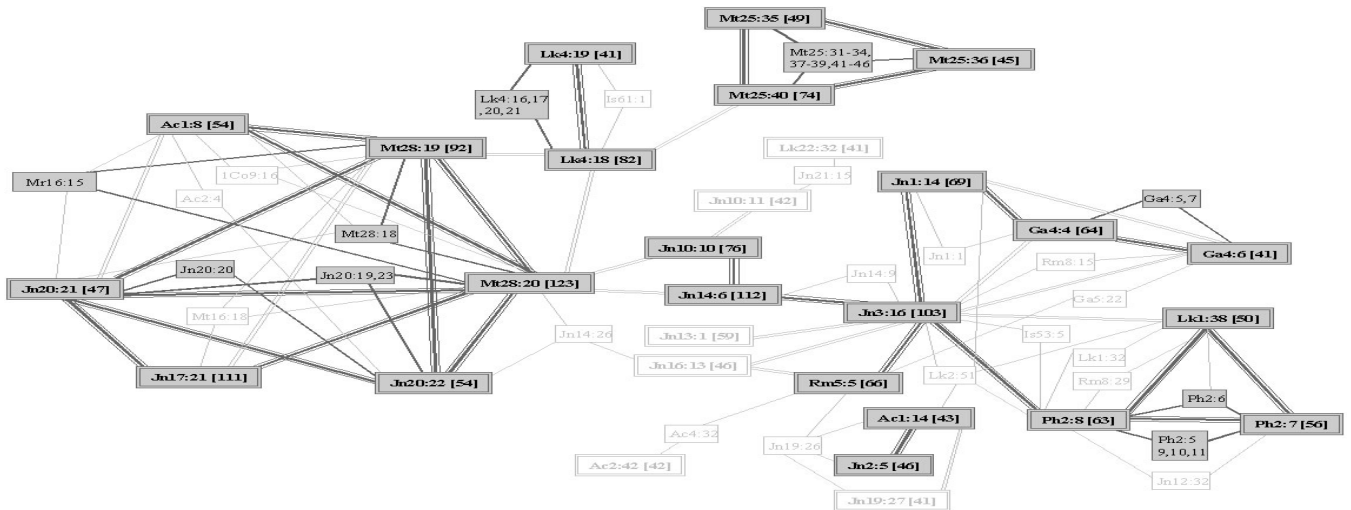 Mt25:35 [49]
Lk4:19 [41]
Mt25:31-34,
37-39,41-46
Mt25:36 [45]
Lk4:16,17
,20,21
Is61:1
Mt25:40 [74]
Ac1:8 [54]
Mt28:19 [92]
Lk22:32 [41]
Lk4:18 [82]
Mr16:15
1Co9:16
Jn21:15
Jn1:14 [69]
Ac2:4
Jn10:11 [42]
Ga4:5,7
Mt28:18
Ga4:4 [64]
Jn10:10 [76]
Jn1:1
Ga4:6 [41]
Rm8:15
Jn20:20
Jn20:19,23
Jn14:9
Jn20:21 [47]
Mt28:20 [123]
Jn14:6 [112]
Ga5:22
Mt16:18
Jn3:16 [103]
Lk1:38 [50]
Jn14:26
Jn13:1 [59]
Is53:5
Jn16:13 [46]
Lk1:32
Jn17:21 [111]
Jn20:22 [54]
Rm5:5 [66]
Lk2:51
Rm8:29
Ph2:6
Ac1:14 [43]
Ph2:8 [63]
Ph2:7 [56]
Ac4:32
Jn19:26
Ph2:5
9,10,11
Ac2:42 [42]
Jn2:5 [46]
Jn12:32
Jn19:27 [41]